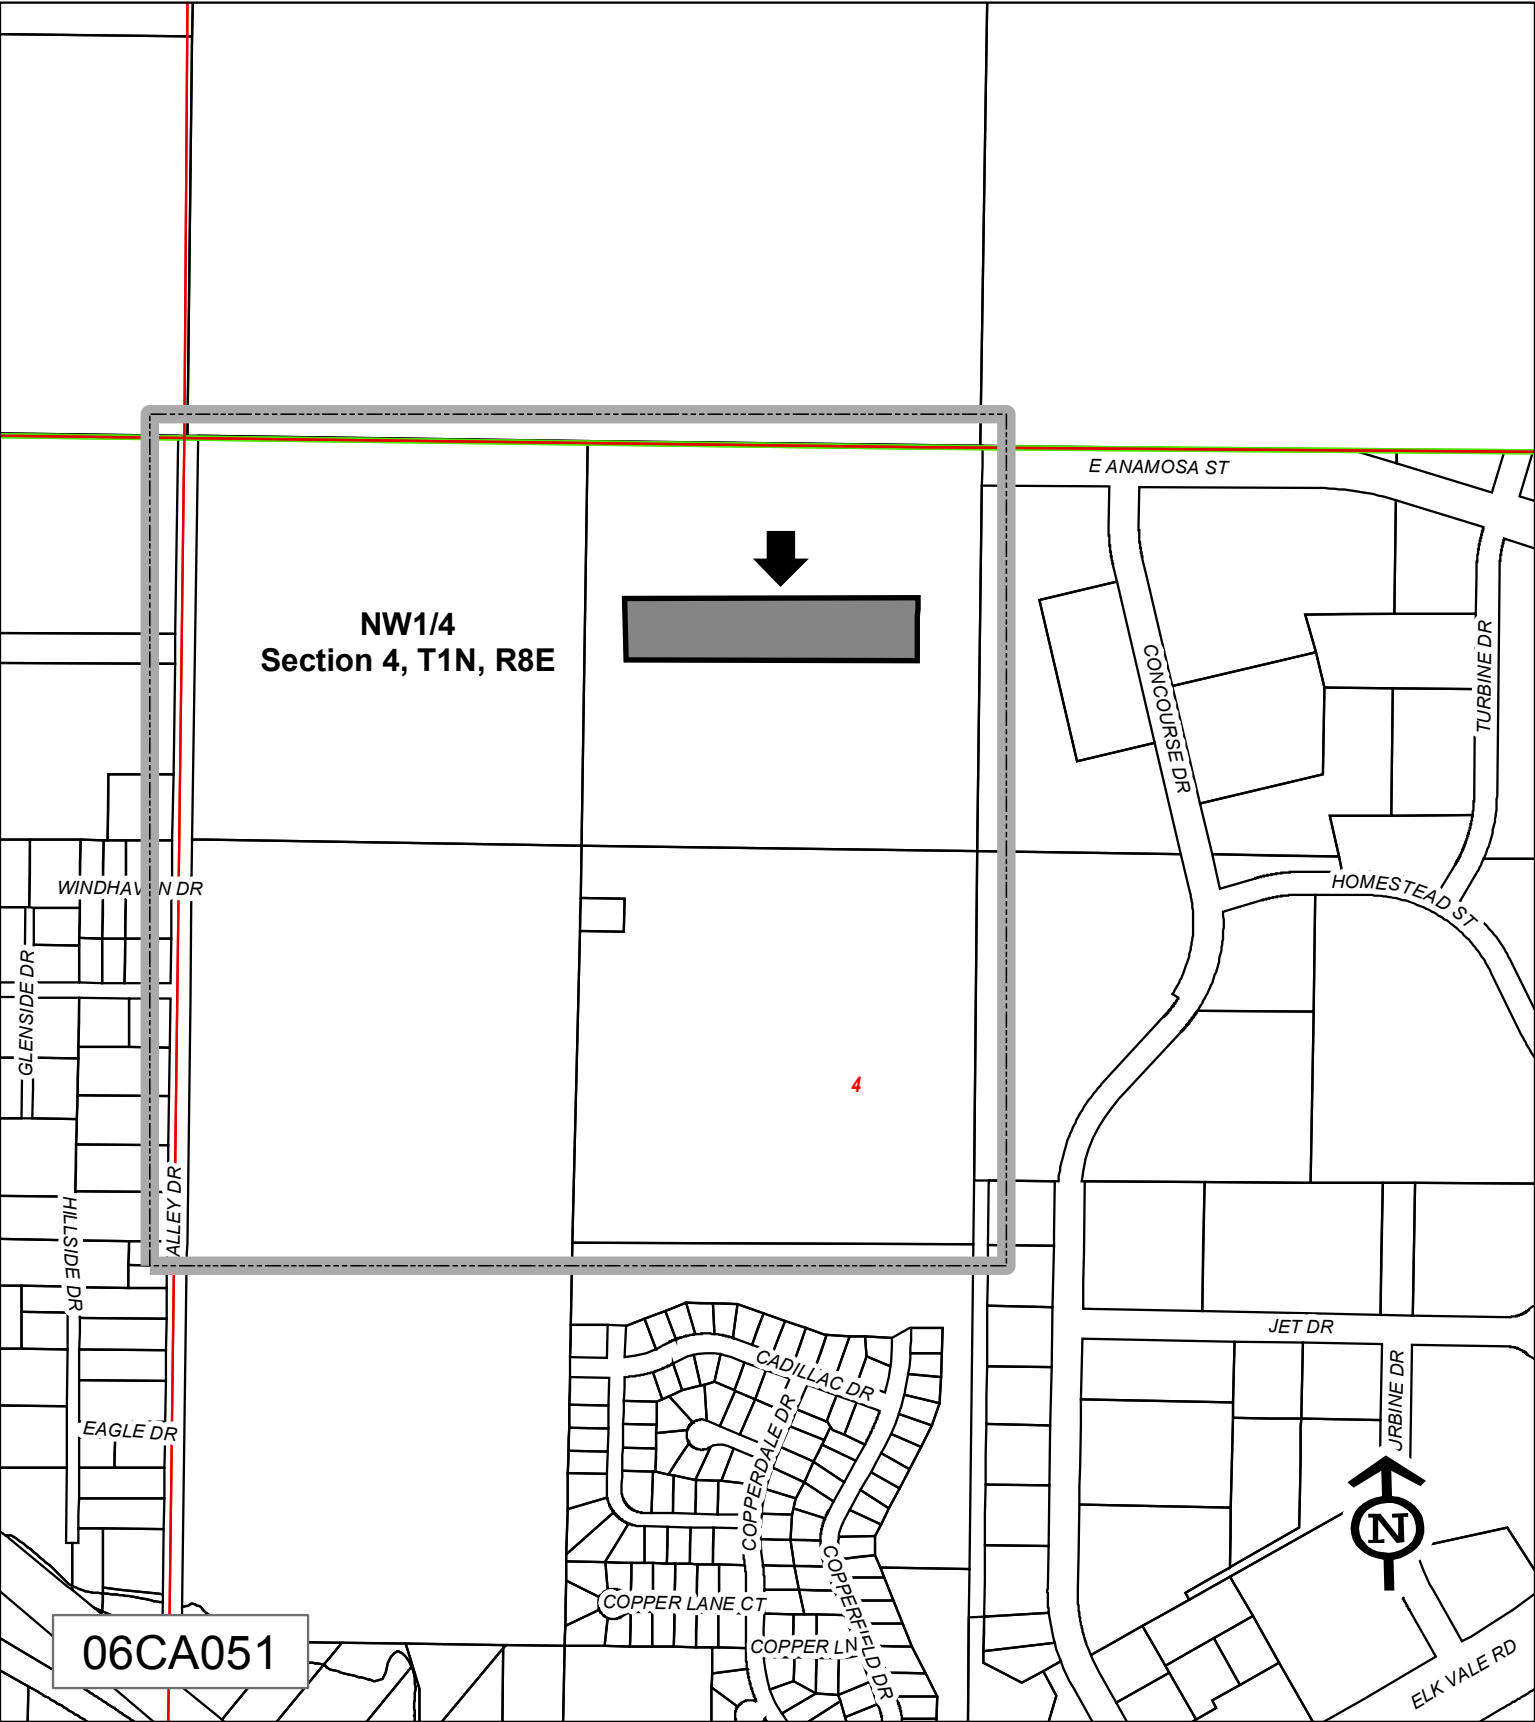 E ANAMOSA ST
NW1/4
Section 4, T1N, R8E
CONCOURSE DR
TURBINE DR
WINDHAVEN DR
HOMESTEAD ST
GLENSIDE DR
4
ALLEY DR
HILLSIDE DR
JET DR
CADILLAC DR
JRBINE DR
EAGLE DR
COPPERDALE DR
N
COPPERFIELD DR
COPPER LANE CT
COPPER LN
06CA051
ELK VALE RD